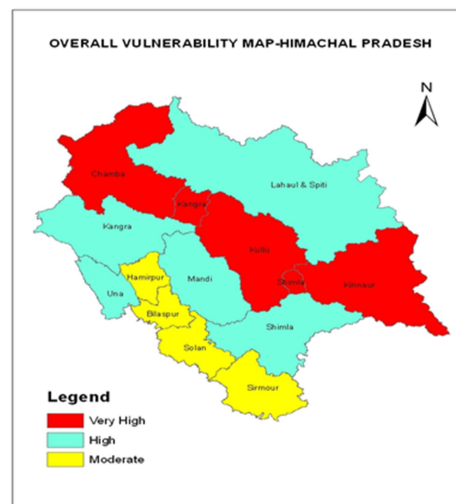 OVERALL VULNERABILITY MAP-HIMACHAL PRADESH
N
Chamba
Lahaul & Spiti
Kangra
Kangra
Kullu
Hamirpur
Mandi
Una
Shimla
Kinnaur
Bilaspur
Shimla
Solan
Sirmour
Legend
Very High
High
Moderate